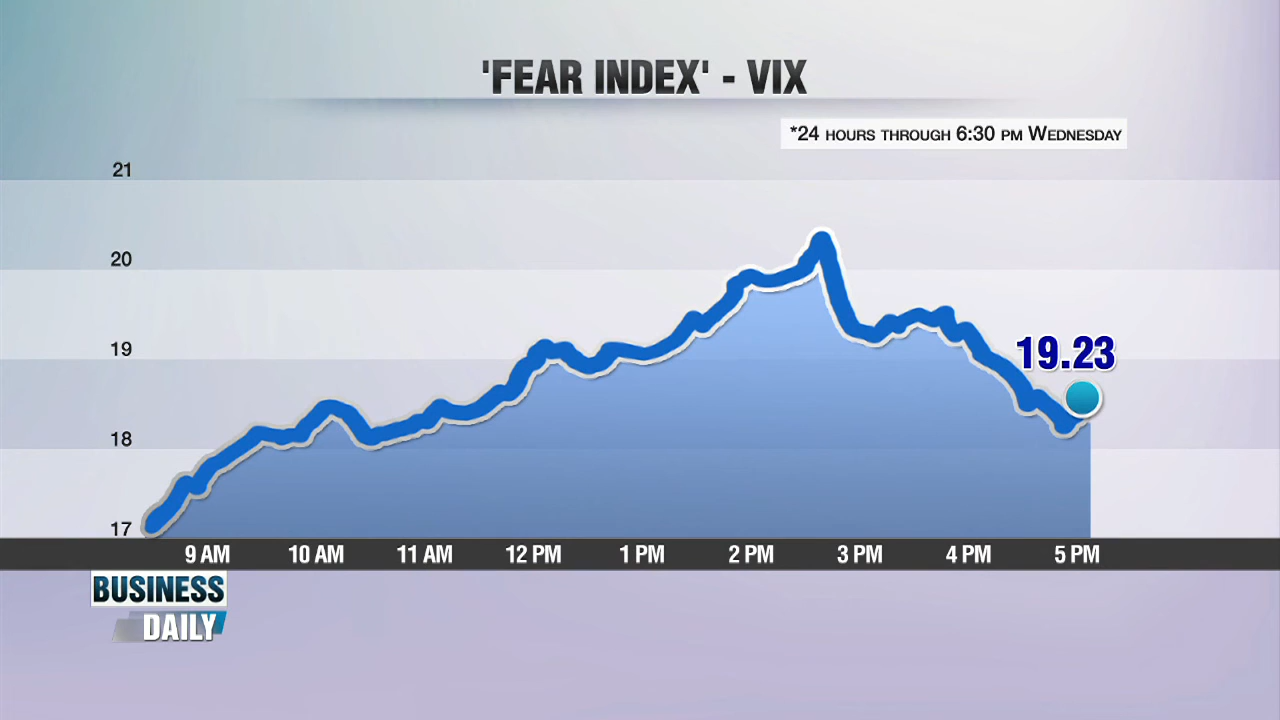 'FEAR INDEX' - VIX
*24 HOURS THROUGH 6:30 PM WEDNESDAY
21
20
19
19.23
18
17
9 AM 10 AM 11 AM 12 PM 1 PM 2 PM 3 PM 4 PM 5 PM
BUSINESS
DAILY